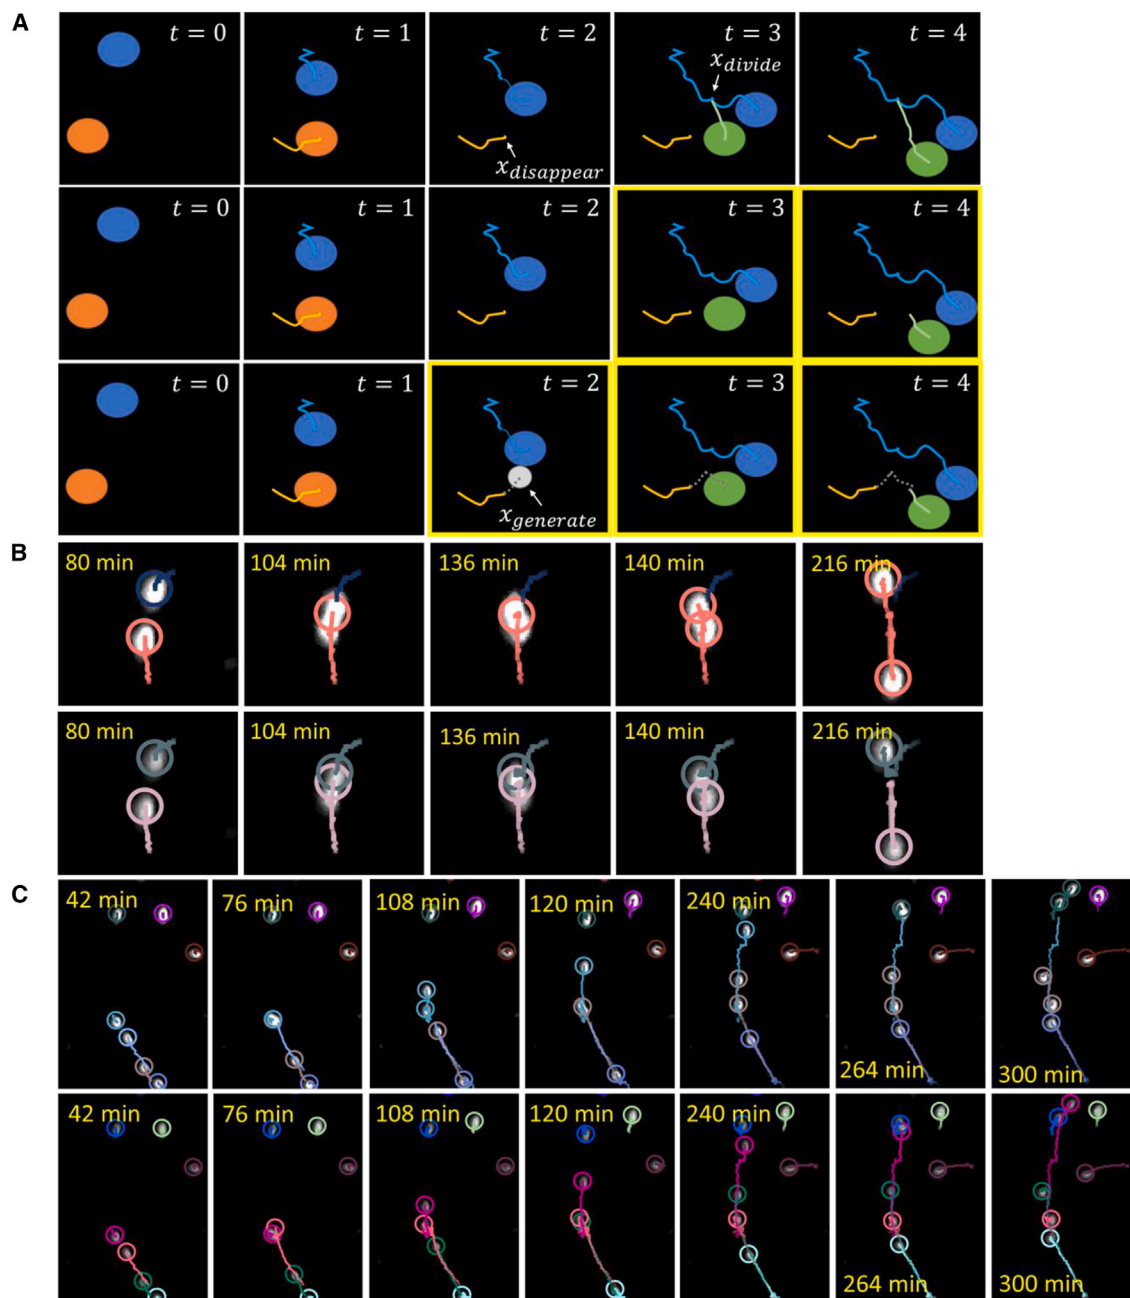 A
t = 0
t = 1
t = 2
t = 3
t = 4
x_divide
x_disappear
t = 0
t = 1
t = 2
t = 3
t = 4
t = 0
t = 1
t = 2
t = 3
t = 4
x_generate
B
80 min
104 min
136 min
140 min
216 min
80 min
104 min
136 min
140 min
216 min
C
42 min
76 min
108 min
120 min
240 min
264 min
300 min
42 min
76 min
108 min
120 min
240 min
264 min
300 min